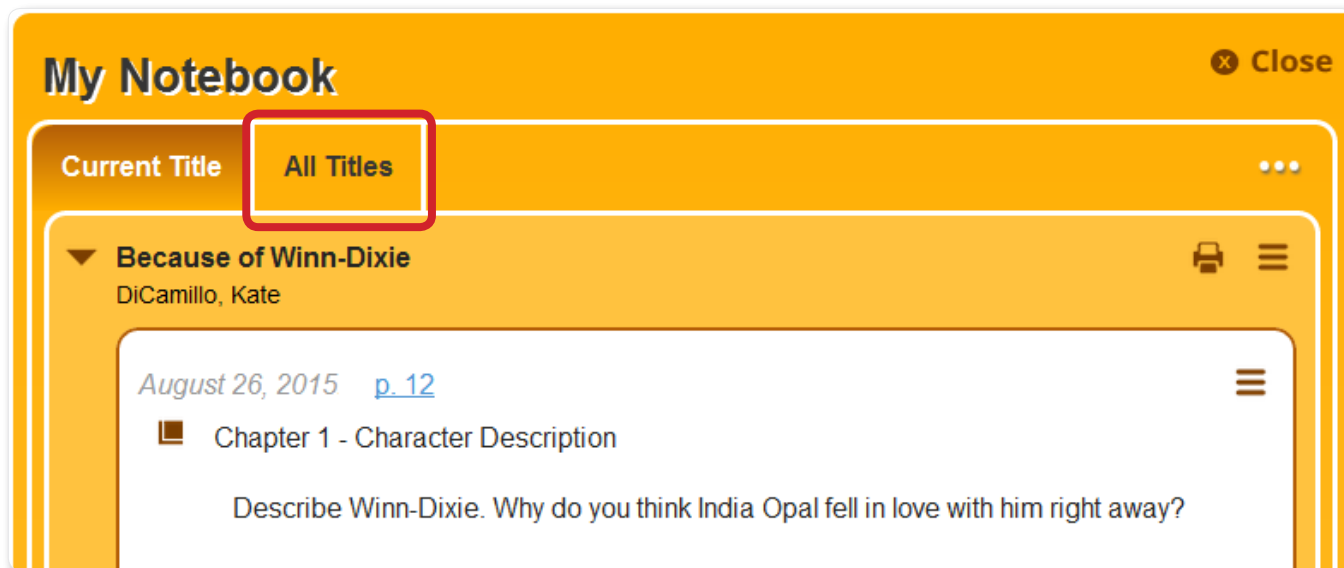 My Notebook
Close
Current Title
All Titles
Because of Winn-Dixie
DiCamillo, Kate
August 26, 2015 p. 12
Chapter 1 - Character Description
Describe Winn-Dixie. Why do you think India Opal fell in love with him right away?